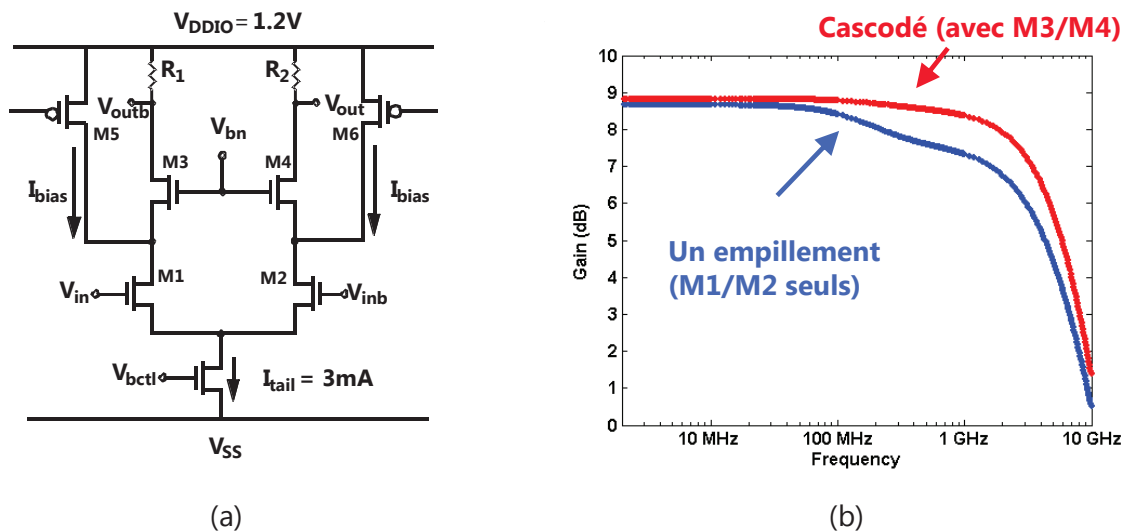 V_DDIO = 1.2V
R1
R2
Voutb
Vout
M5
M6
Vbn
M3
M4
Ibias
Ibias
M1
M2
Vin
Vinb
Vbctl
Itail = 3mA
VSS
(a)
Cascodé (avec M3/M4)
10
9
8
7
6
5
4
3
2
1
0
Gain (dB)
Un empillement
(M1/M2 seuls)
10 MHz
100 MHz
1 GHz
10 GHz
Frequency
(b)